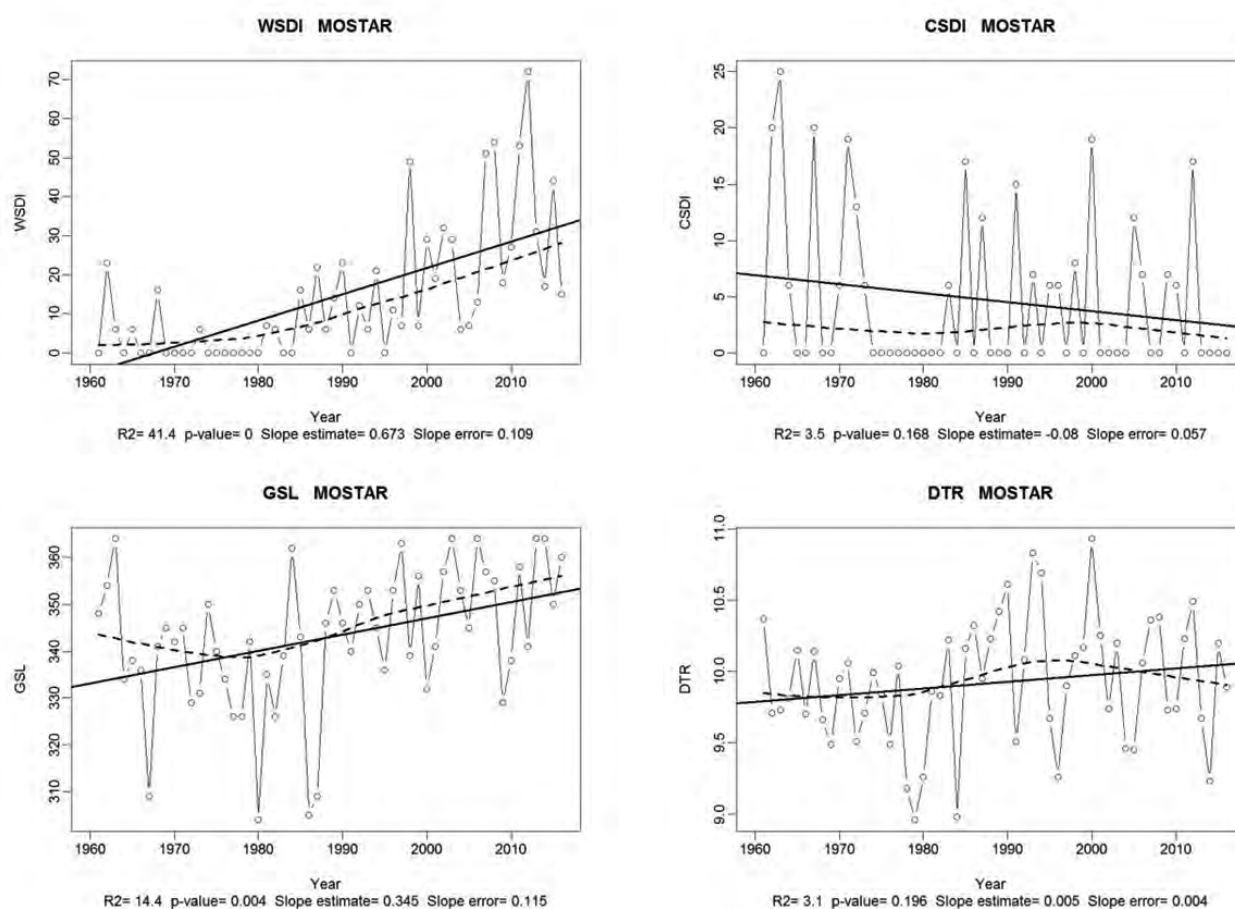 WSDI MOSTAR
WSDI
70
60
50
40
30
20
10
0
1960 1970 1980 1990 2000 2010
Year
R2= 41.4 p-value= 0 Slope estimate= 0.673 Slope error= 0.109
CSDI MOSTAR
CSDI
25
20
15
10
5
0
1960 1970 1980 1990 2000 2010
Year
R2= 3.5 p-value= 0.168 Slope estimate= -0.08 Slope error= 0.057
GSL MOSTAR
GSL
360
350
340
330
320
310
1960 1970 1980 1990 2000 2010
Year
R2= 14.4 p-value= 0.004 Slope estimate= 0.345 Slope error= 0.115
DTR MOSTAR
DTR
11.0
10.5
10.0
9.5
9.0
1960 1970 1980 1990 2000 2010
Year
R2= 3.1 p-value= 0.196 Slope estimate= 0.005 Slope error= 0.004